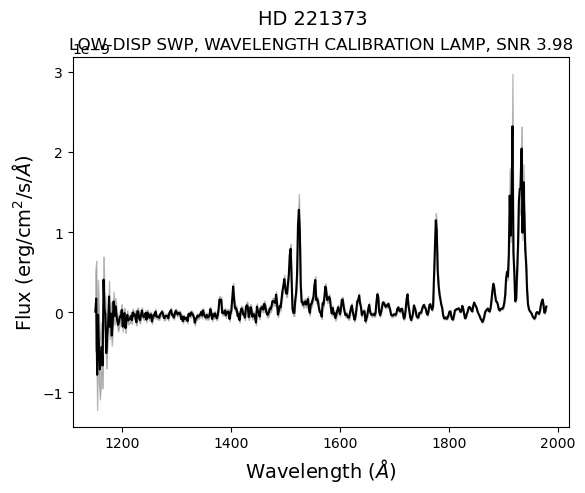 HD 221373
LOW-DISP SWP, WAVELENGTH CALIBRATION LAMP, SNR 3.98
1e−9
3
2
1
0
−1
Flux (erg/cm²/s/Å)
1200 1400 1600 1800 2000
Wavelength (Å)